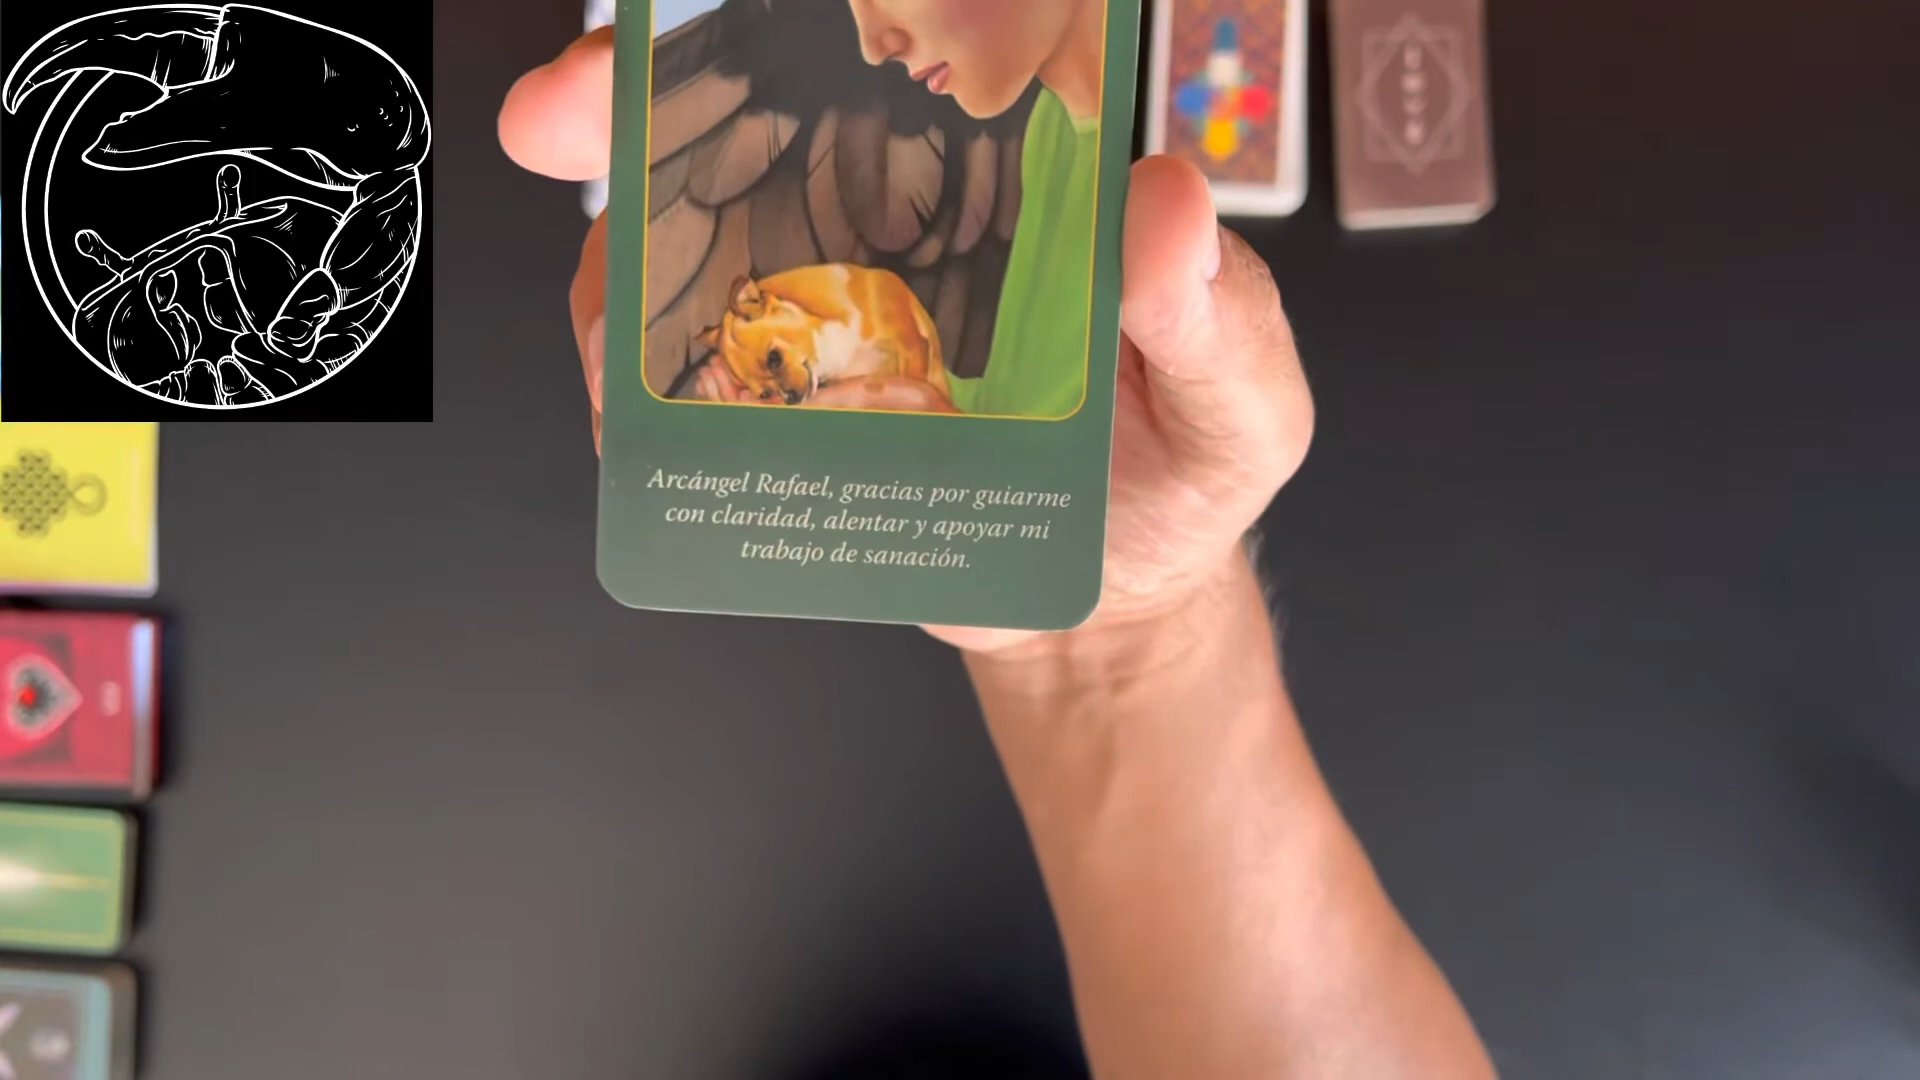 Arcángel Rafael, gracias por guiarme
con claridad, alentar y apoyar mi
trabajo de sanación.